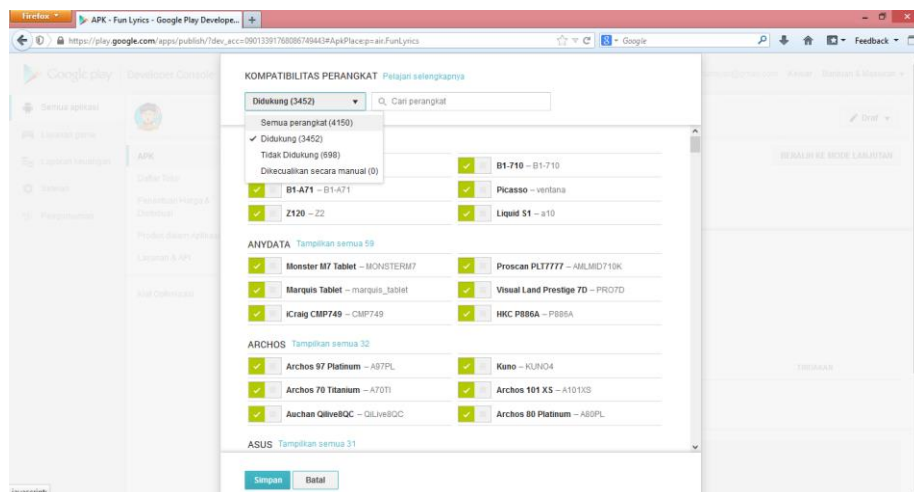 Firefox
APK - Fun Lyrics - Google Play Develope...
https://play.google.com/apps/publish/?dev_acc=09013391768086749443#ApkPlace:p=air.FunLyrics
Google
Feedback
Google play Developer Console
Semua aplikasi
KOMPATIBILITAS PERANGKAT Pelajari selengkapnya
Didukung (3452)
Cari perangkat
Semua perangkat (4150)
Didukung (3452)
Tidak Didukung (698)
Dikecualikan secara manual (0)
Draf
APK
BERALIH KE MODE LANJUTAN
B1-710 – B1-710
B1-A71 – B1-A71
Picasso – ventana
Z120 – Z2
Liquid S1 – a10
ANYDATA Tampilkan semua 59
Monster M7 Tablet – MONSTERM7
Proscan PLT7777 – AMLMID710K
Marquis Tablet – marquis_tablet
Visual Land Prestige 7D – PRO7D
iCraig CMP749 – CMP749
HKC P886A – P886A
ARCHOS Tampilkan semua 32
Archos 97 Platinum – A97PL
Kuno – KUNO4
Archos 70 Titanium – A70TI
Archos 101 XS – A101XS
Auchan Qilive8QC – QiLive8QC
Archos 80 Platinum – A80PL
ASUS Tampilkan semua 31
Simpan
Batal